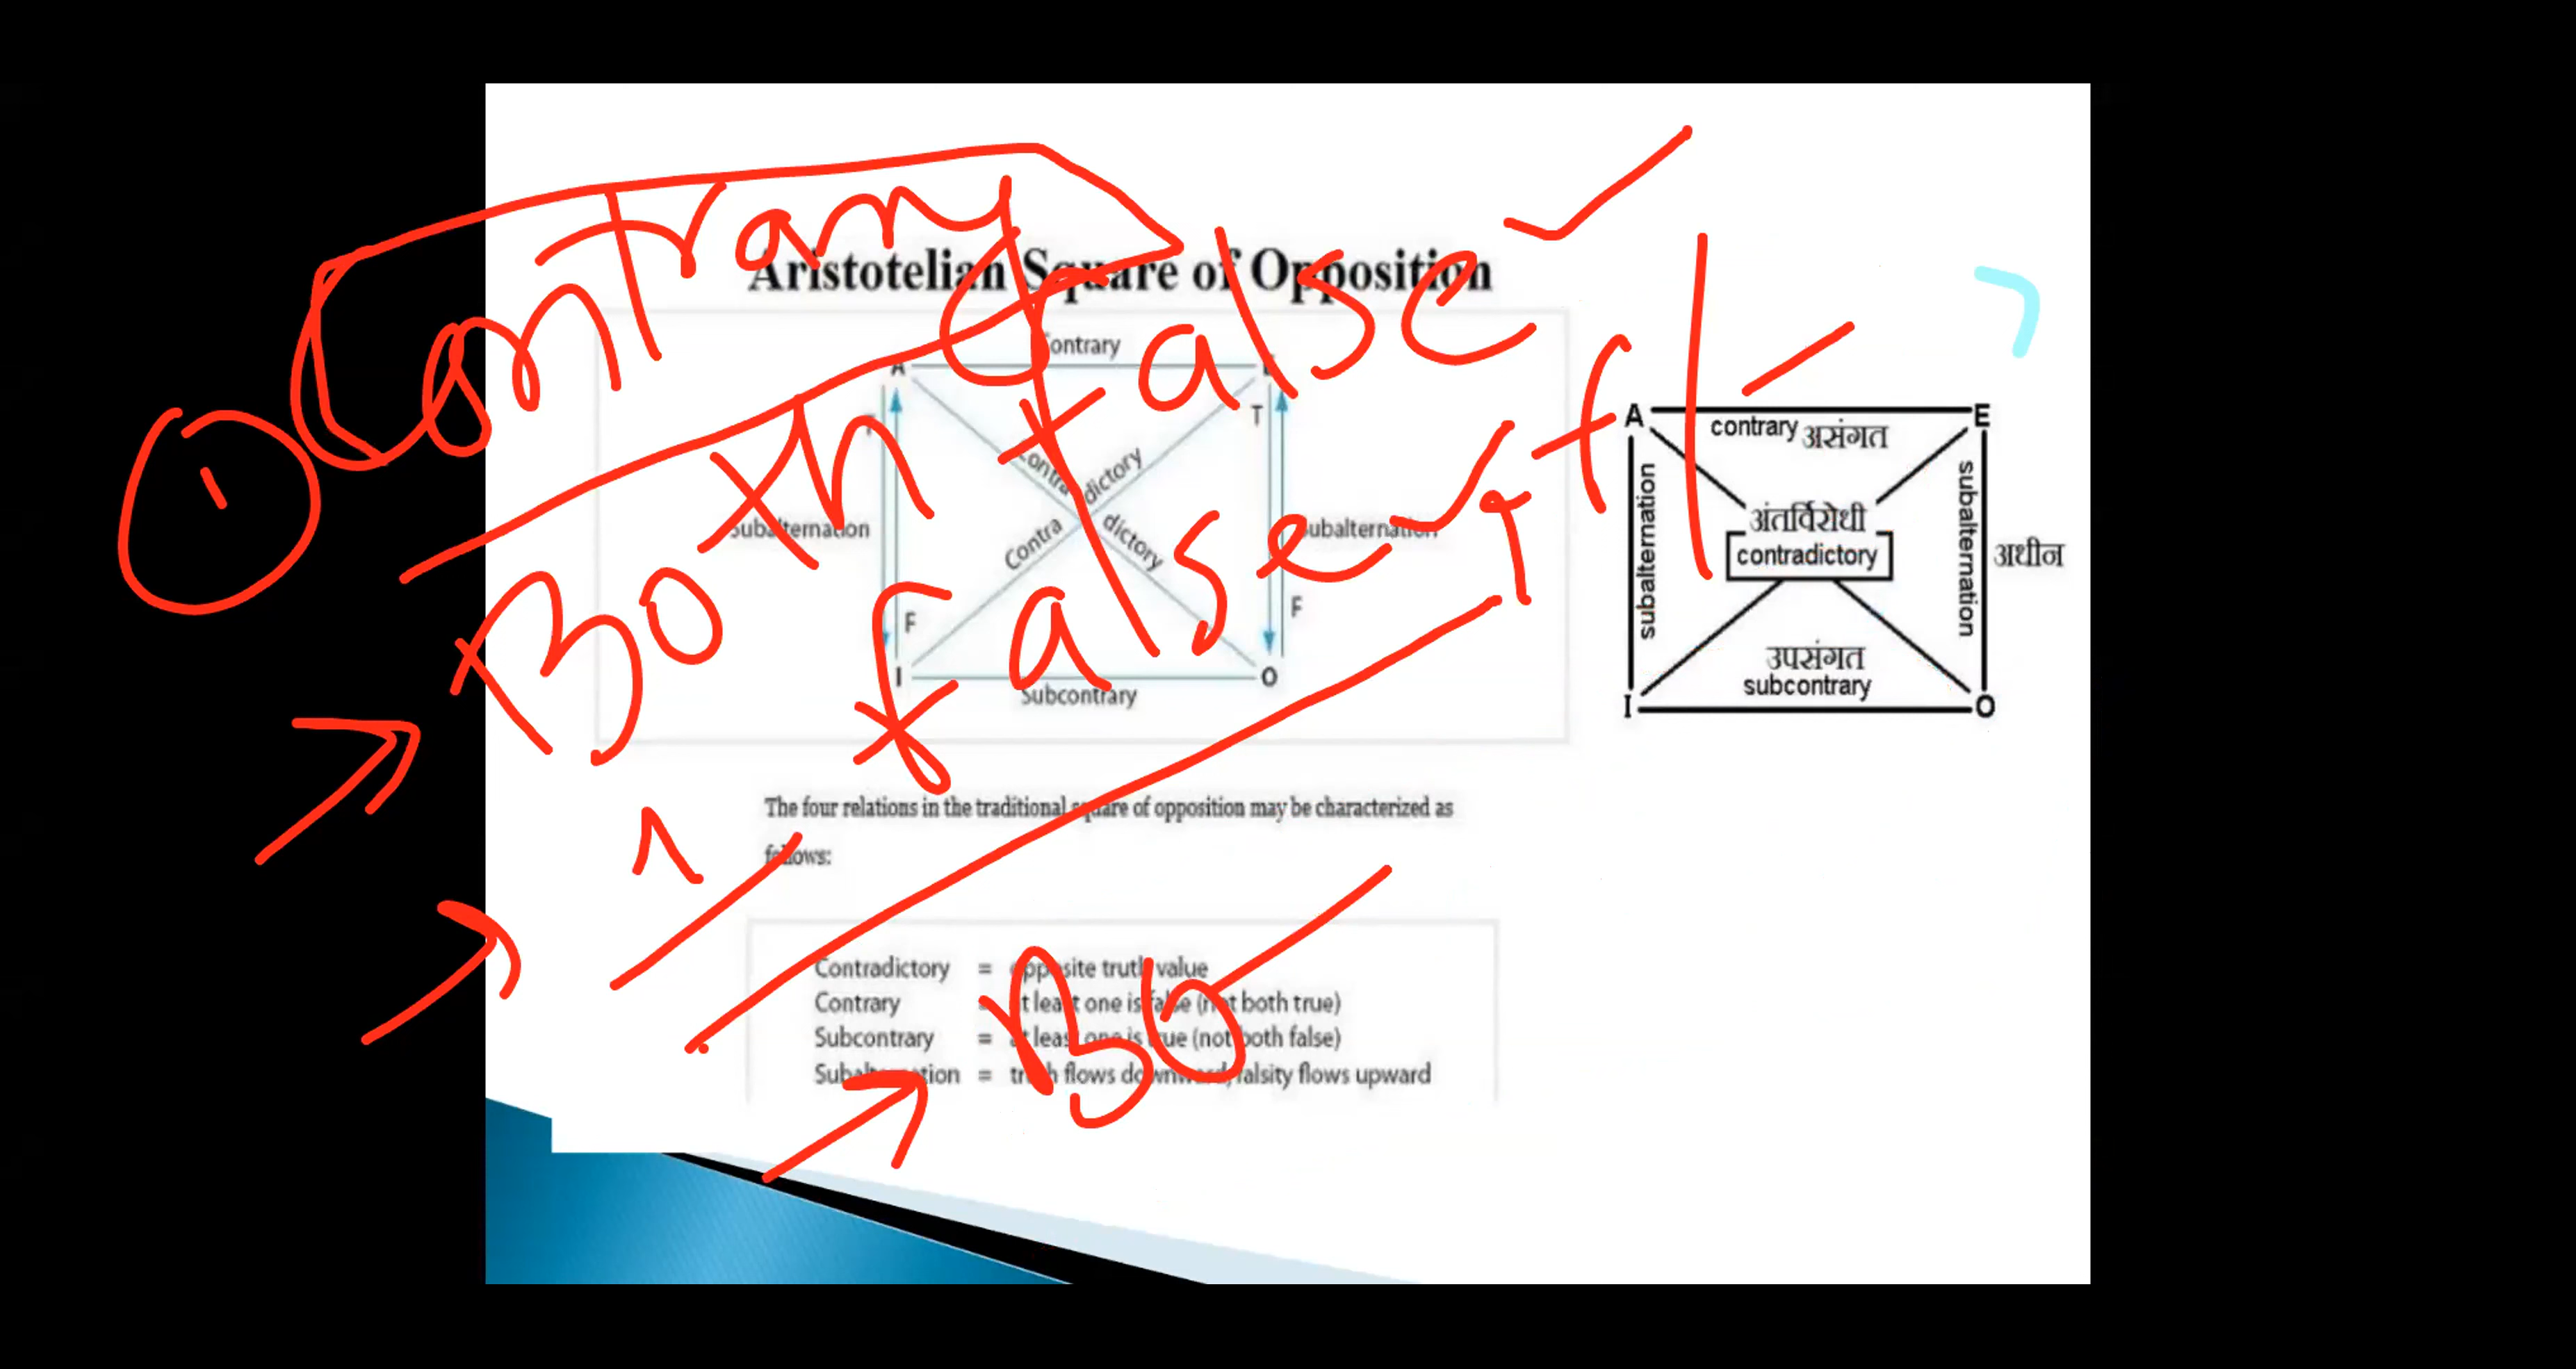 Contrary
Aristotelian Square of Opposition
Both false
1 false
Contrary
A
T
T
Contradictory
Contradictory
Subalternation
Subalternation
F
F
I
O
Subcontrary
A
E
contrary असंगत
subalternation
subalternation
अंतर्विरोधी
contradictory
अधीन
उपसंगत
subcontrary
I
O
The four relations in the traditional square of opposition may be characterized as
follows:
Contradictory = opposite truth value
Contrary = at least one is false (not both true)
Subcontrary = at least one is true (not both false)
Subalternation = truth flows downward, falsity flows upward